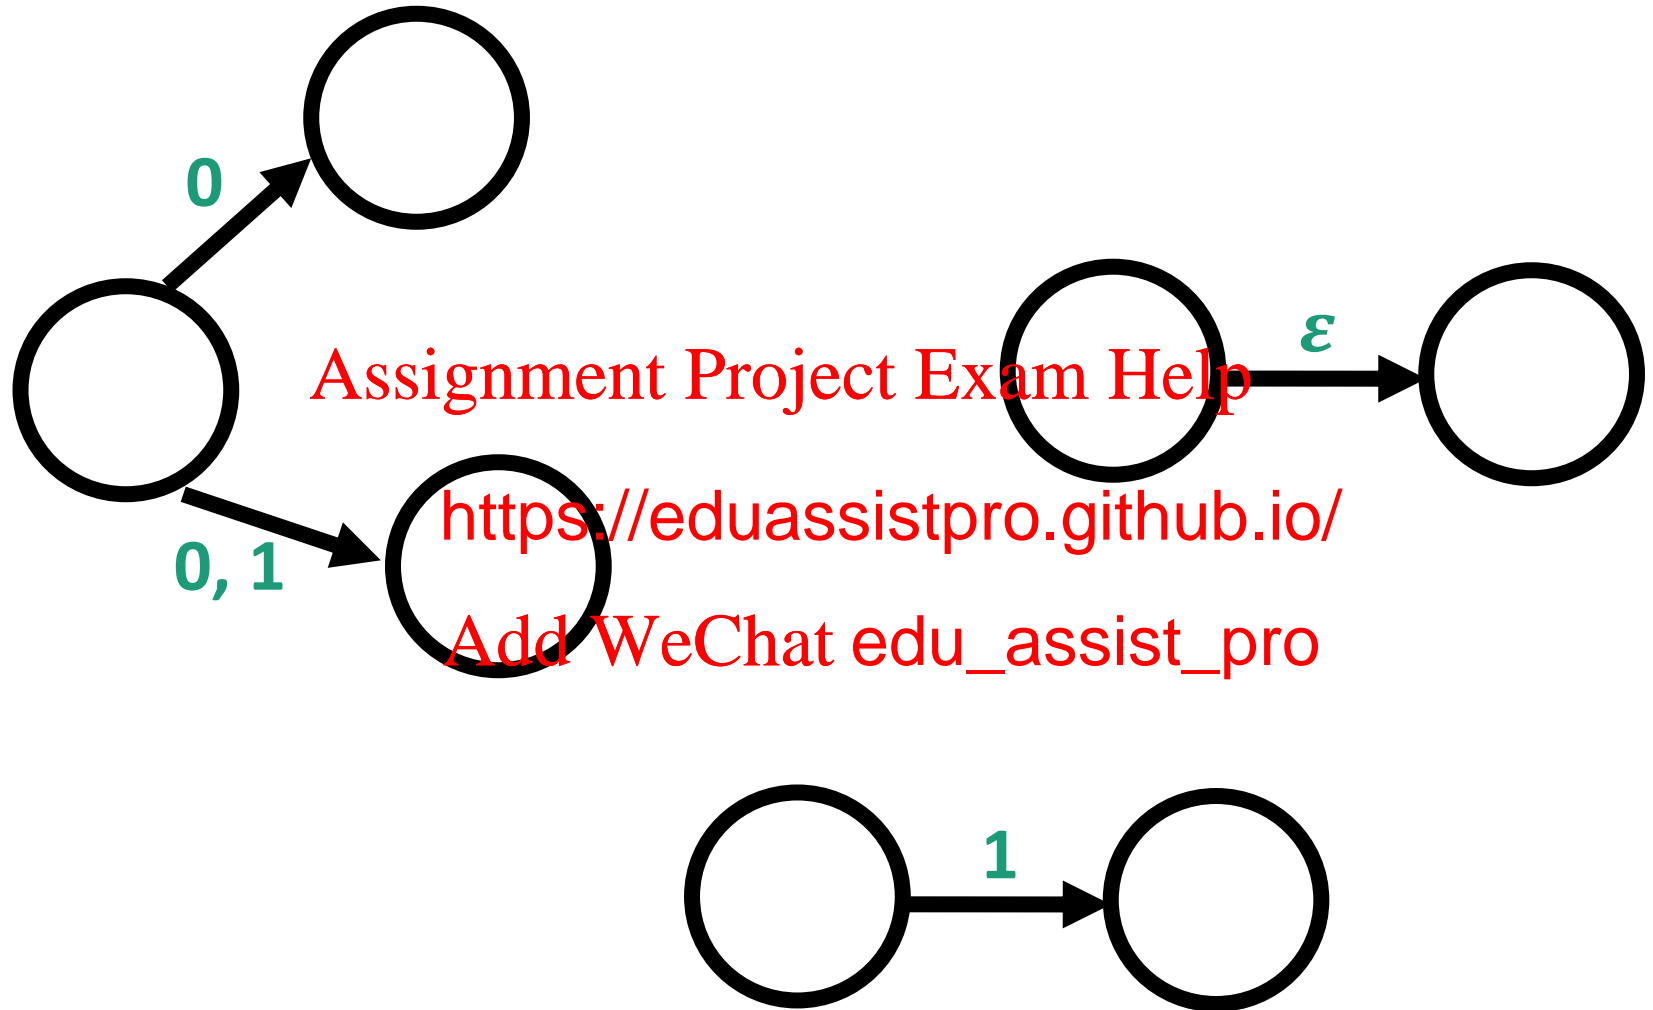 0
ε
Assignment Project Exam Help
https://eduassistpro.github.io/
0, 1
Add WeChat edu_assist_pro
1